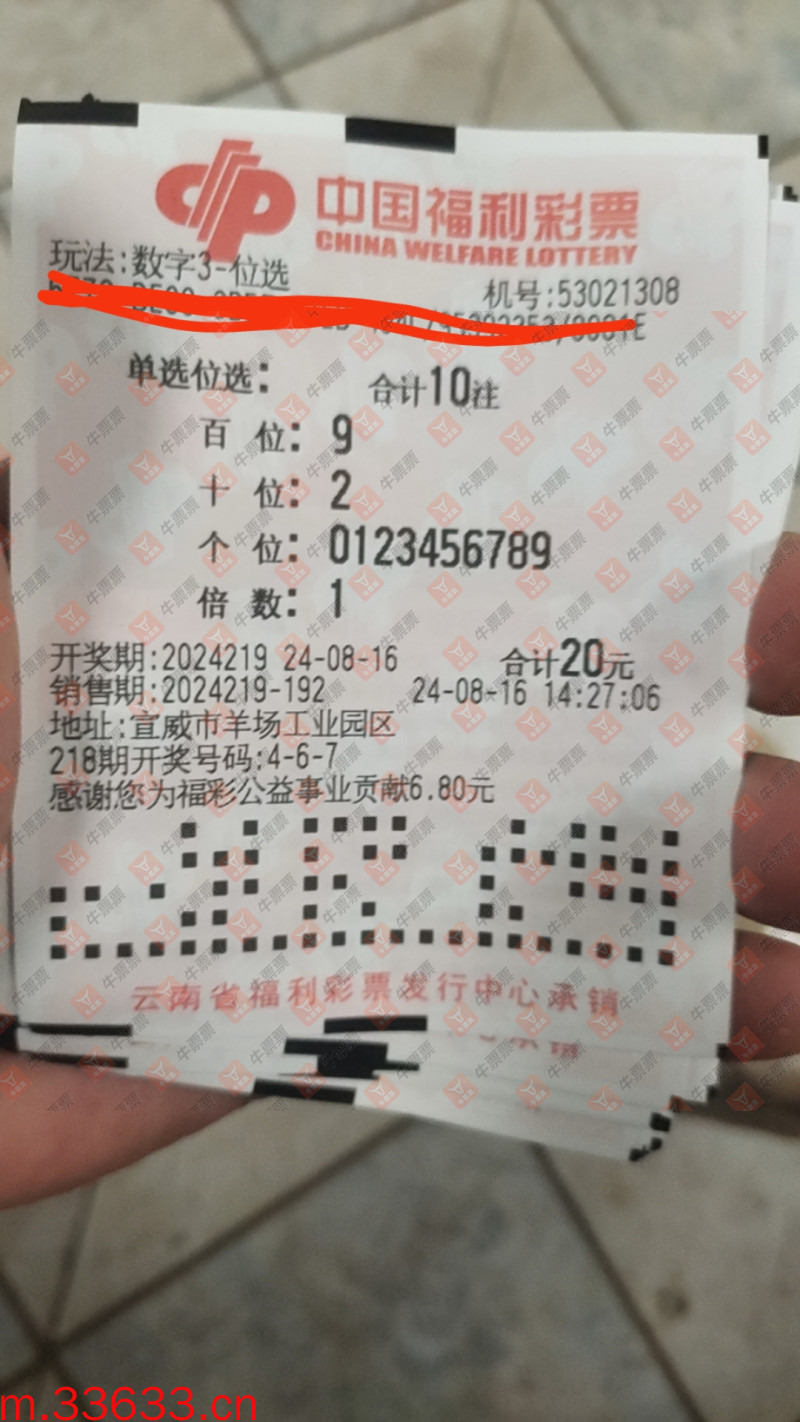 中国福利彩票
CHINA WELFARE LOTTERY
玩法:数字3-位选
机号:53021308
单选位选: 合计10注
百 位: 9
十 位: 2
个 位: 0123456789
倍 数: 1
开奖期:2024219 24-08-16 合计20元
销售期:2024219-192 24-08-16 14:27:06
地址:宣威市羊场工业园区
218期开奖号码:4-6-7
感谢您为福彩公益事业贡献6.80元
云南省福利彩票发行中心承销
牛票票
m.33633.cn